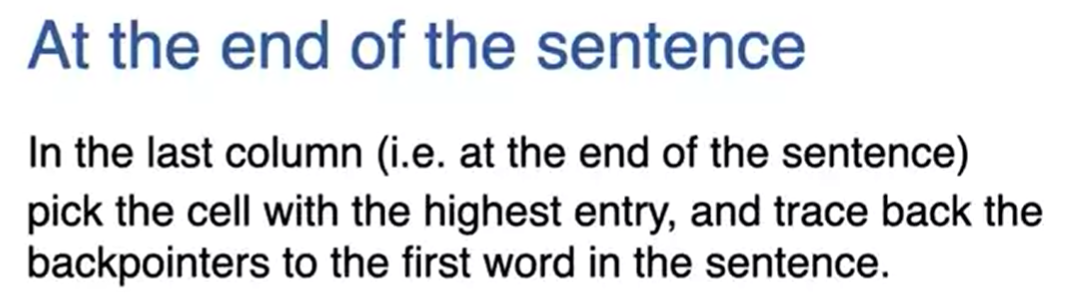 At the end of the sentence
In the last column (i.e. at the end of the sentence)
pick the cell with the highest entry, and trace back the
backpointers to the first word in the sentence.